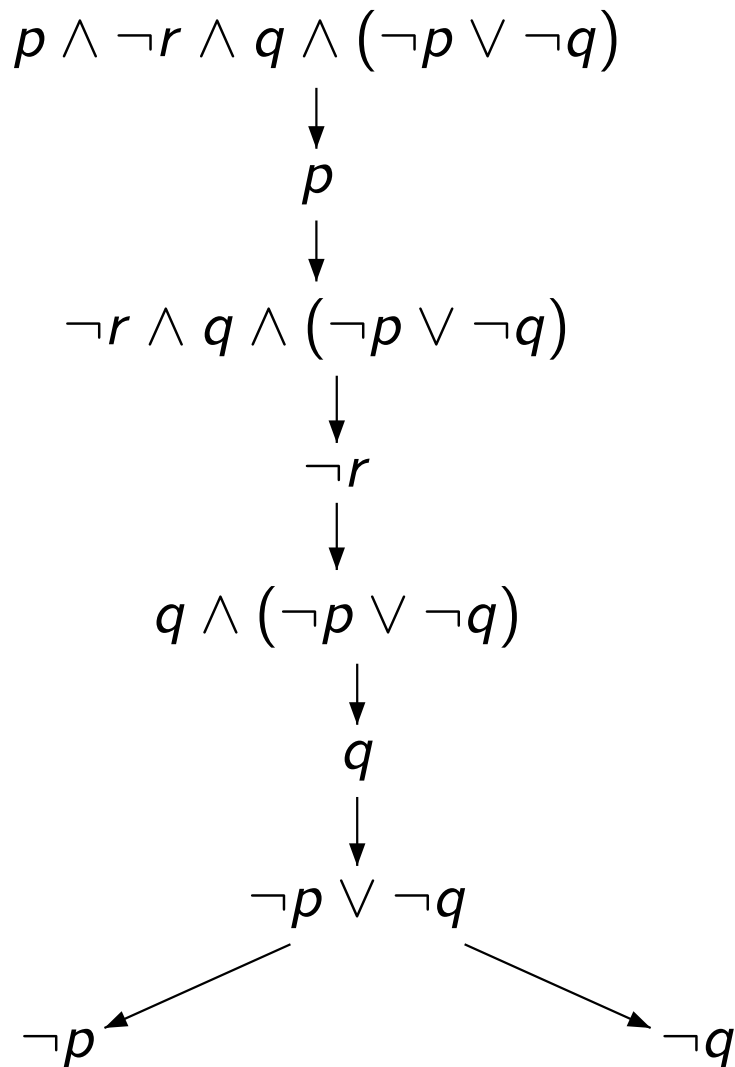 p ∧ ¬r ∧ q ∧ (¬p ∨ ¬q)
p
¬r ∧ q ∧ (¬p ∨ ¬q)
¬r
q ∧ (¬p ∨ ¬q)
q
¬p ∨ ¬q
¬p ¬q